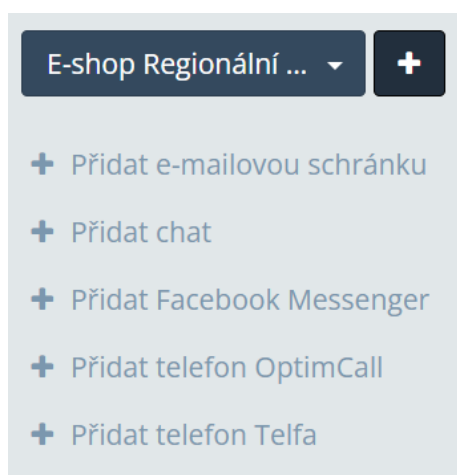 E-shop Regionální ...
Přidat e-mailovou schránku
Přidat chat
Přidat Facebook Messenger
Přidat telefon OptimCall
Přidat telefon Telfa